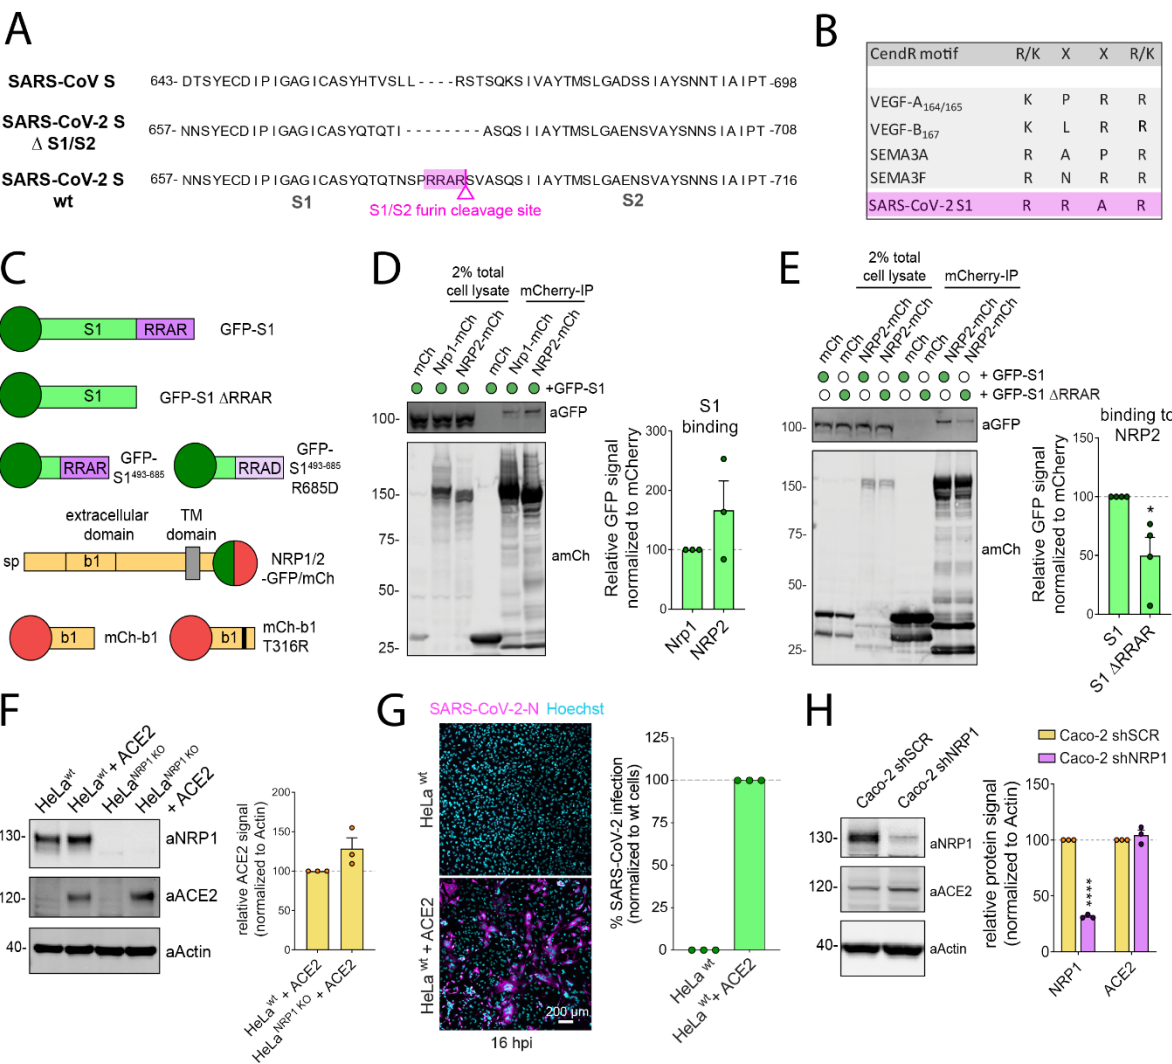 A
SARS-CoV S 643- DTSYECDIPIGAGICASYHTVSLL----RSTSQKSIVAYTMSLGADSSIAYSNNTIAIPT -698
SARS-CoV-2 S
Δ S1/S2
657- NNSYECDIPIGAGICASYQTQTI--------ASQSIIAYTMSLGAENSVAYSNNSIAIPT -708
SARS-CoV-2 S
wt
657- NNSYECDIPIGAGICASYQTQTNSPRRARSVASQSIIAYTMSLGAENSVAYSNNSIAIPT -716
S1 S2
S1/S2 furin cleavage site
B
CendR motif R/K X X R/K
VEGF-A164/165 K P R R
VEGF-B167 K L R R
SEMA3A R A P R
SEMA3F R N R R
SARS-CoV-2 S1 R R A R
C
S1 RRAR GFP-S1
S1 GFP-S1 ΔRRAR
RRAR GFP-
S1493-685
RRAD GFP-
S1493-685
R685D
extracellular
domain
TM
domain
sp b1
NRP1/2
-GFP/mCh
b1 mCh-b1
b1 mCh-b1
T316R
D
2% total
cell lysate
mCherry-IP
mCh
Nrp1-mCh
NRP2-mCh
mCh
Nrp1-mCh
NRP2-mCh
+GFP-S1
100-
aGFP
150-
75-
50-
25-
amCh
S1
binding
Relative GFP signal
normalized to mCherry
300
200
150
100
50
0
Nrp1
NRP2
E
2% total
cell lysate
mCherry-IP
mCh
mCh
NRP2-mCh
NRP2-mCh
mCh
mCh
NRP2-mCh
NRP2-mCh
+ GFP-S1
+ GFP-S1 ΔRRAR
100-
aGFP
150-
75-
50-
25-
amCh
binding to
NRP2
Relative GFP signal
normalized to mCherry
150
100
50
0
*
S1
S1 ΔRRAR
F
HeLawt
HeLawt + ACE2
HeLaNRP1 KO
HeLaNRP1 KO
+ ACE2
130- aNRP1
120- aACE2
40- aActin
relative ACE2 signal
(normalized to Actin)
200
150
100
50
0
HeLawt + ACE2
HeLaNRP1 KO + ACE2
G
SARS-CoV-2-N Hoechst
HeLa wt
HeLa wt + ACE2
200 µm
16 hpi
% SARS-CoV-2 infection
(normalized to wt cells)
125
100
75
50
25
0
HeLa wt
HeLa wt+ ACE2
H
Caco-2 shSCR
Caco-2 shNRP1
130- aNRP1
120- aACE2
40- aActin
Caco-2 shSCR
Caco-2 shNRP1
relative protein signal
(normalized to Actin)
150
100
50
0
****
NRP1
ACE2